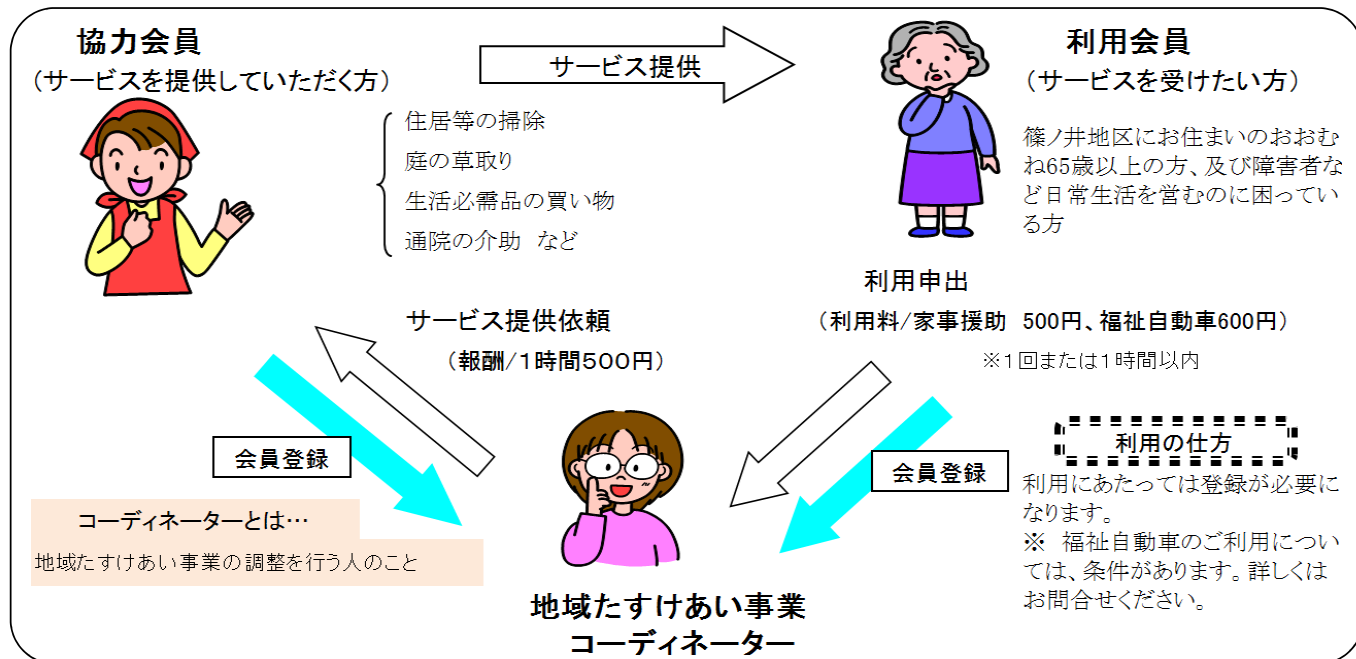 協力会員
（サービスを提供していただく方）
サービス提供
住居等の掃除
庭の草取り
生活必需品の買い物
通院の介助　など
利用会員
（サービスを受けたい方）
篠ノ井地区にお住まいのおおむ
ね65歳以上の方、及び障害者な
ど日常生活を営むのに困ってい
る方
利用申出
（利用料/家事援助　500円、福祉自動車600円）
※１回または１時間以内
サービス提供依頼
（報酬/１時間５００円）
会員登録
会員登録
利用の仕方
利用にあたっては登録が必要に
なります。
※　福祉自動車のご利用につい
ては、条件があります。詳しくは
お問合せください。
コーディネーターとは…
地域たすけあい事業の調整を行う人のこと
地域たすけあい事業
コーディネーター